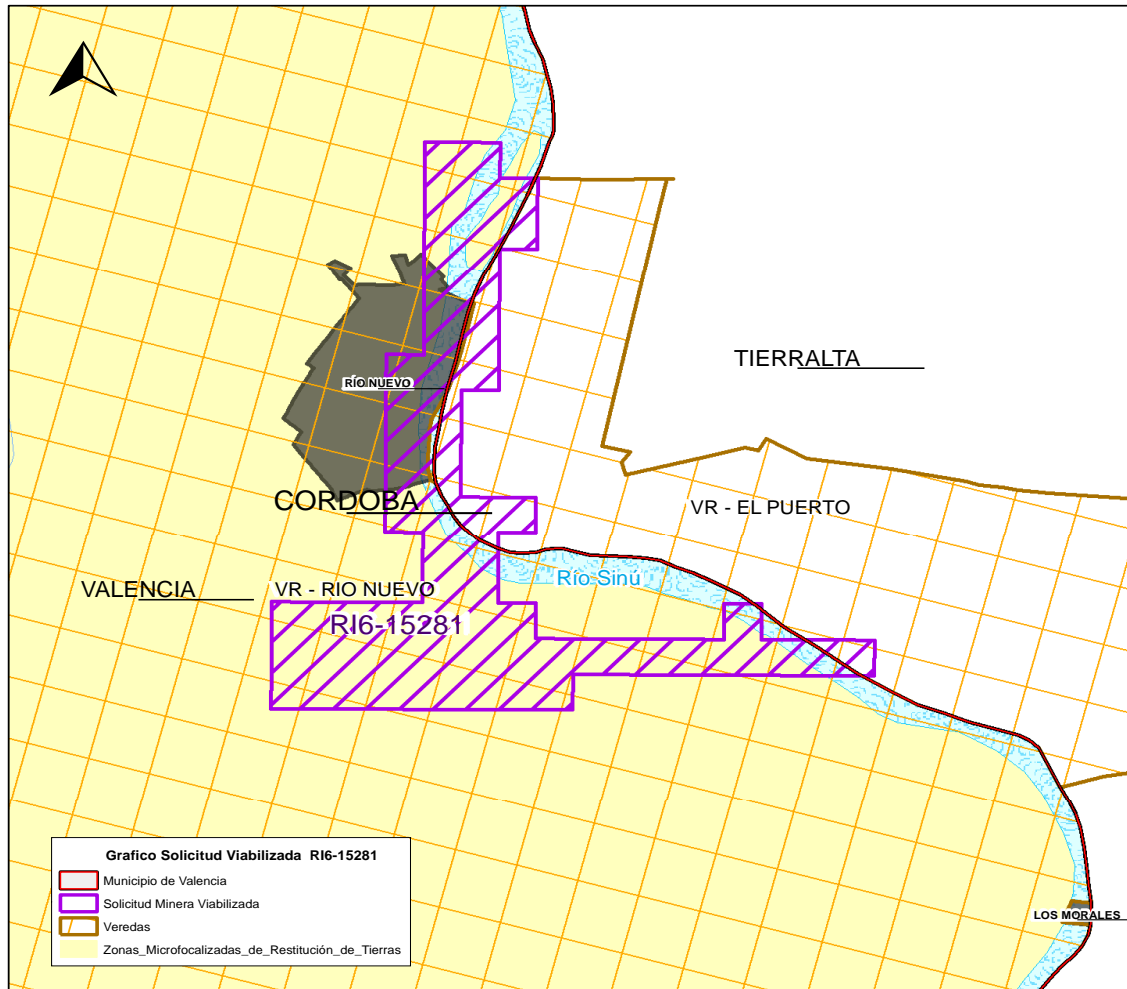 TIERRALTA
RÍO NUEVO
CORDOBA
VR - EL PUERTO
Río Sinú
VALENCIA
VR - RIO NUEVO
RI6-15281
Grafico Solicitud Viabilizada RI6-15281
Municipio de Valencia
Solicitud Minera Viabilizada
Veredas
Zonas_Microfocalizadas_de_Restitución_de_Tierras
LOS MORALES